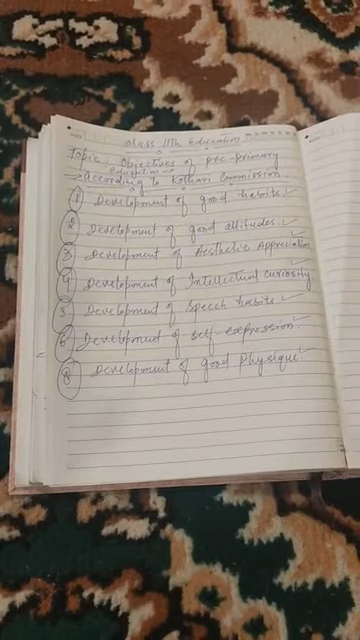 class 11th education
Topic: Objectives of pre-primary
education →
→ According to Kothari Commission.
1 Development of good habits. ✓
2 Development of good attitudes. ✓
3 Development of Aesthetic Appreciation
4 Development of Intellectual curiosity
5 Development of Speech habits ✓
6 Development of self-expression. ✓
8 Development of good Physique ✓